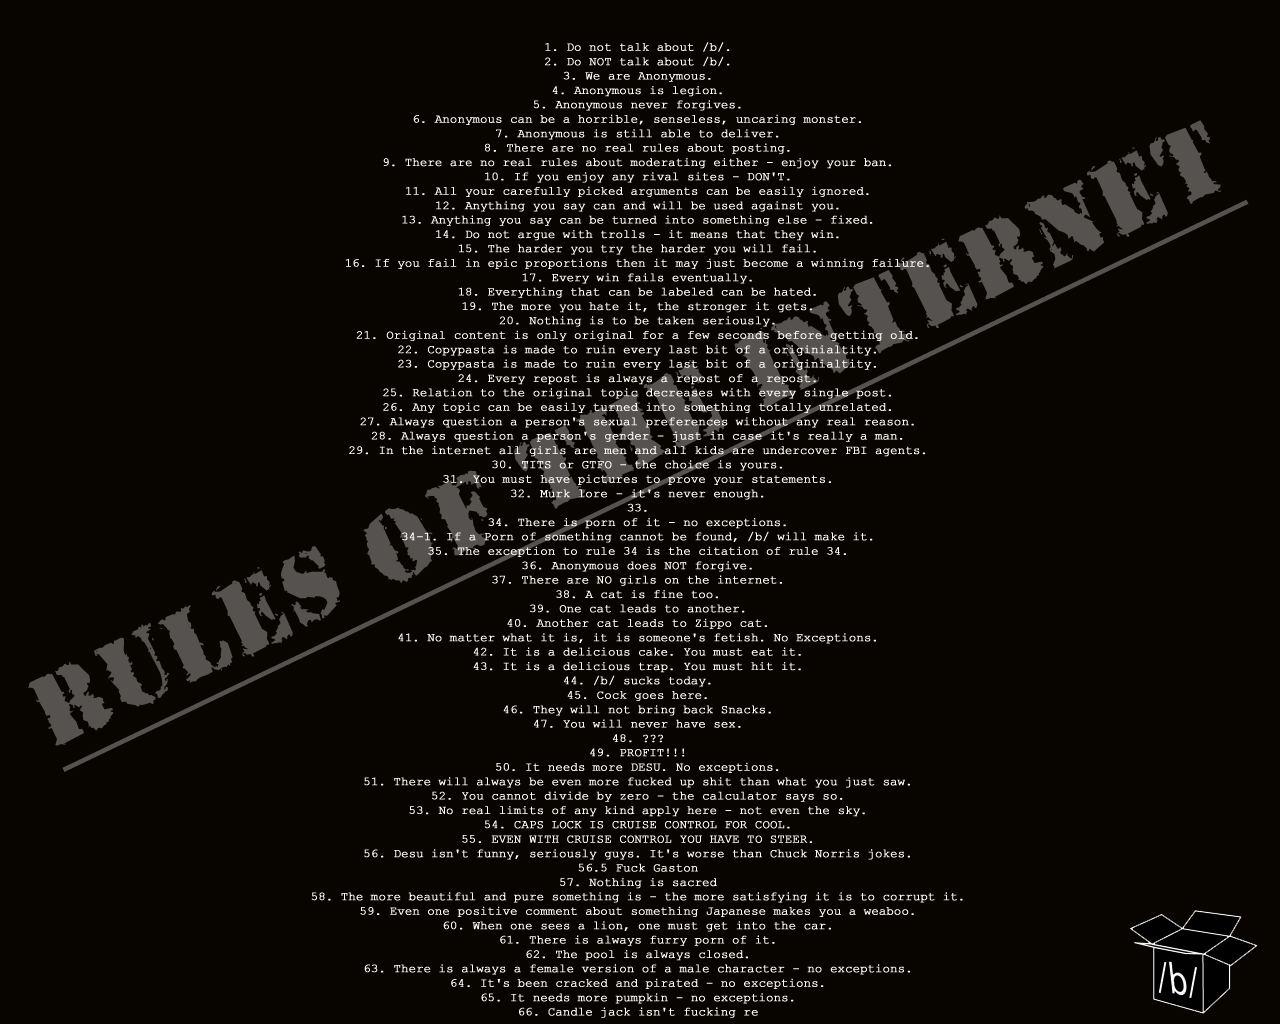 1. Do not talk about /b/.
2. Do NOT talk about /b/.
3. We are Anonymous.
4. Anonymous is legion.
5. Anonymous never forgives.
6. Anonymous can be a horrible, senseless, uncaring monster.
7. Anonymous is still able to deliver.
8. There are no real rules about posting.
9. There are no real rules about moderating either - enjoy your ban.
10. If you enjoy any rival sites - DON'T.
11. All your carefully picked arguments can be easily ignored.
12. Anything you say can and will be used against you.
13. Anything you say can be turned into something else - fixed.
14. Do not argue with trolls - it means that they win.
15. The harder you try the harder you will fail.
16. If you fail in epic proportions then it may just become a winning failure.
17. Every win fails eventually.
18. Everything that can be labeled can be hated.
19. The more you hate it, the stronger it gets.
20. Nothing is to be taken seriously.
21. Original content is only original for a few seconds before getting old.
22. Copypasta is made to ruin every last bit of a originialtity.
23. Copypasta is made to ruin every last bit of a originialtity.
24. Every repost is always a repost of a repost.
25. Relation to the original topic decreases with every single post.
26. Any topic can be easily turned into something totally unrelated.
27. Always question a person's sexual preferences without any real reason.
28. Always question a person's gender - just in case it's really a man.
29. In the internet all girls are men and all kids are undercover FBI agents.
30. TITS or GTFO - the choice is yours.
31. You must have pictures to prove your statements.
32. Murk lore - it's never enough.
33.
34. There is porn of it - no exceptions.
34-1. If a Porn of something cannot be found, /b/ will make it.
35. The exception to rule 34 is the citation of rule 34.
36. Anonymous does NOT forgive.
37. There are NO girls on the internet.
38. A cat is fine too.
39. One cat leads to another.
40. Another cat leads to Zippo cat.
41. No matter what it is, it is someone's fetish. No Exceptions.
42. It is a delicious cake. You must eat it.
43. It is a delicious trap. You must hit it.
44. /b/ sucks today.
45. Cock goes here.
46. They will not bring back Snacks.
47. You will never have sex.
48. ???
49. PROFIT!!!
50. It needs more DESU. No exceptions.
51. There will always be even more fucked up shit than what you just saw.
52. You cannot divide by zero - the calculator says so.
53. No real limits of any kind apply here - not even the sky.
54. CAPS LOCK IS CRUISE CONTROL FOR COOL.
55. EVEN WITH CRUISE CONTROL YOU HAVE TO STEER.
56. Desu isn't funny, seriously guys. It's worse than Chuck Norris jokes.
56.5 Fuck Gaston
57. Nothing is sacred
58. The more beautiful and pure something is - the more satisfying it is to corrupt it.
59. Even one positive comment about something Japanese makes you a weaboo.
60. When one sees a lion, one must get into the car.
61. There is always furry porn of it.
62. The pool is always closed.
63. There is always a female version of a male character - no exceptions.
64. It's been cracked and pirated - no exceptions.
65. It needs more pumpkin - no exceptions.
66. Candle jack isn't fucking re
RULES OF THE INTERNET
/b/